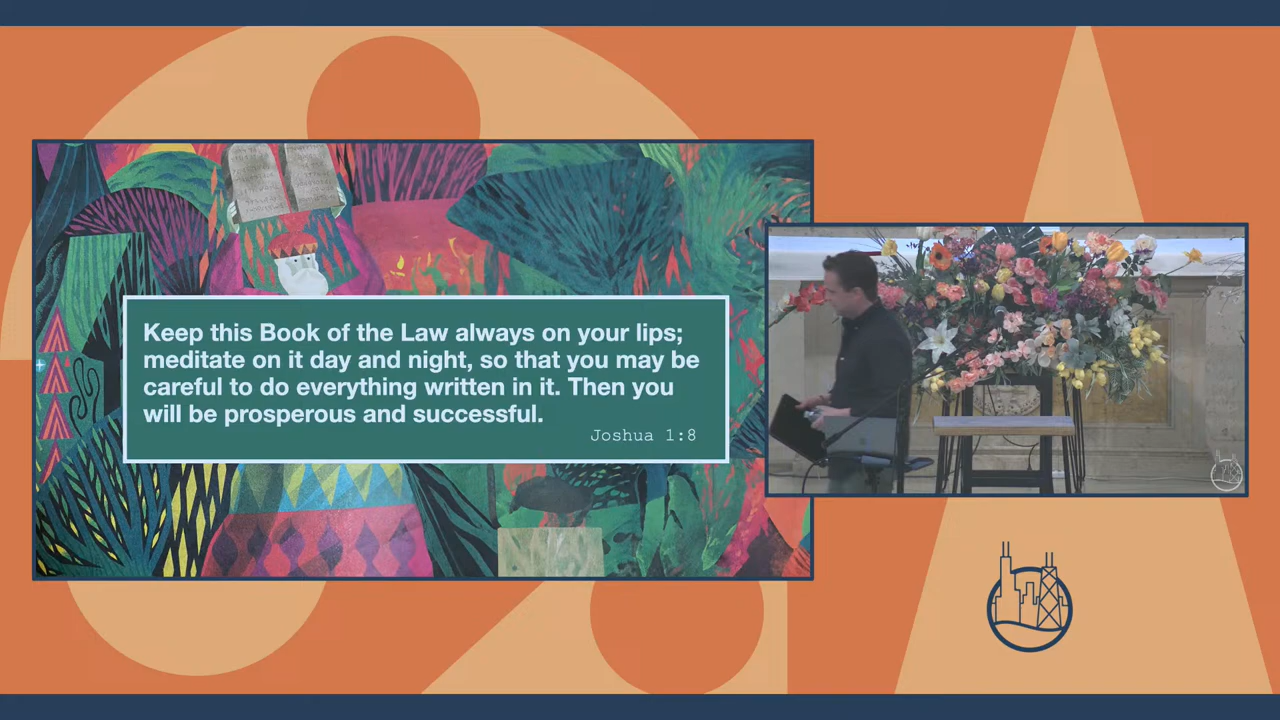 Keep this Book of the Law always on your lips;
meditate on it day and night, so that you may be
careful to do everything written in it. Then you
will be prosperous and successful.
Joshua 1:8